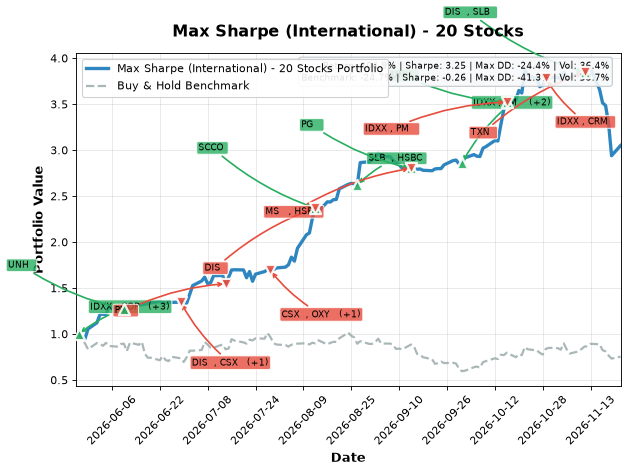 DIS , SLB
Max Sharpe (International) - 20 Stocks
Max Sharpe (International) - 20 Stocks Portfolio
Buy & Hold Benchmark
| Sharpe: 3.25 | Max DD: -24.4% | Vol:
| Sharpe: -0.26 | Max DD: -41.3%
IDXX , CRM
TXN
IDXX , PM
(+2)
PG
SLB , HSBC
SCCO
MS , HSBC
DIS
UNH
(+3)
CSX , OXY (+1)
DIS , CSX (+1)
Portfolio Value
4.0
3.5
3.0
2.5
2.0
1.5
1.0
0.5
2026-06-06
2026-06-22
2026-07-08
2026-07-24
2026-08-09
2026-08-25
2026-09-10
2026-09-26
2026-10-12
2026-10-28
2026-11-13
Date